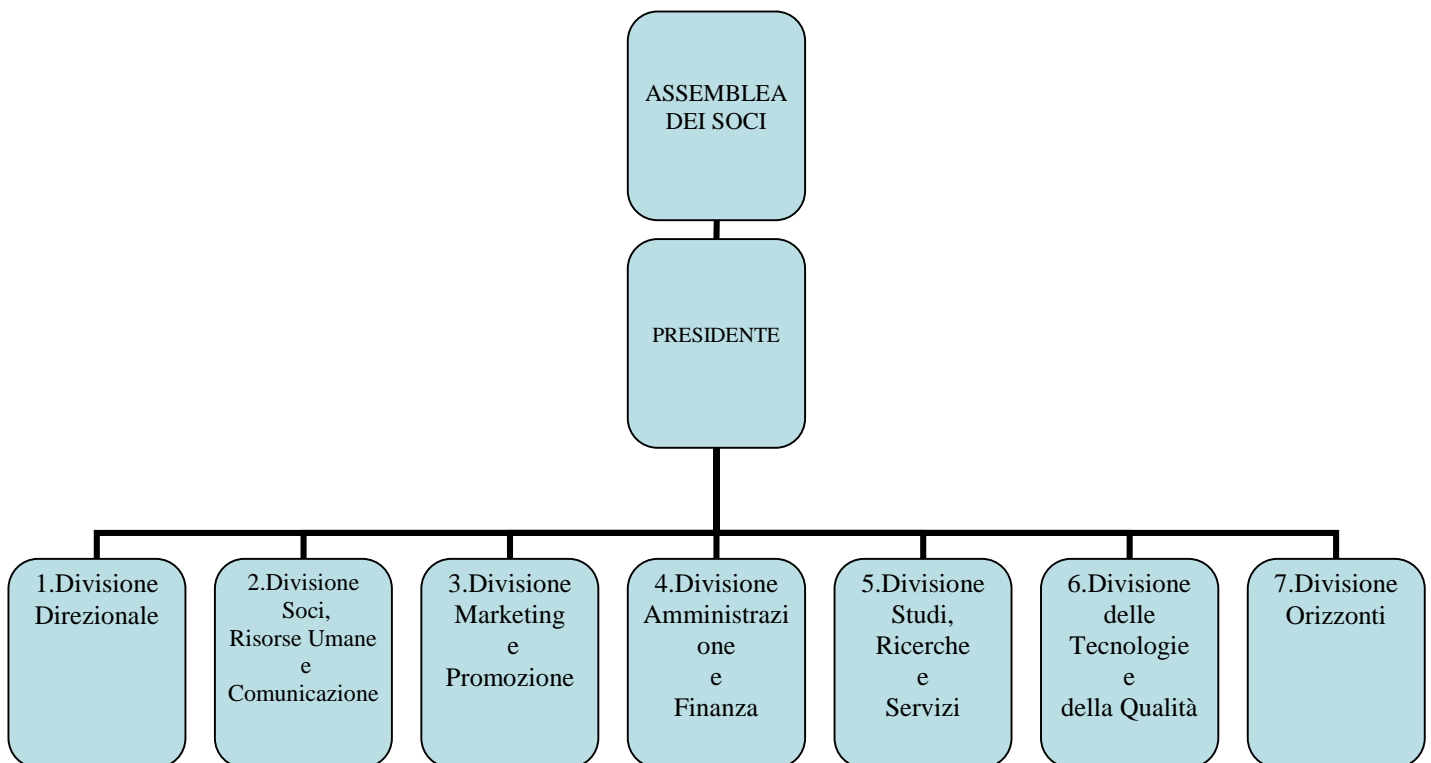 ASSEMBLEA
DEI SOCI
PRESIDENTE
1.Divisione
Direzionale
2.Divisione
Soci,
Risorse Umane
e
Comunicazione
3.Divisione
Marketing
e
Promozione
4.Divisione
Amministrazi
one
e
Finanza
5.Divisione
Studi,
Ricerche
e
Servizi
6.Divisione
delle
Tecnologie
e
della Qualità
7.Divisione
Orizzonti